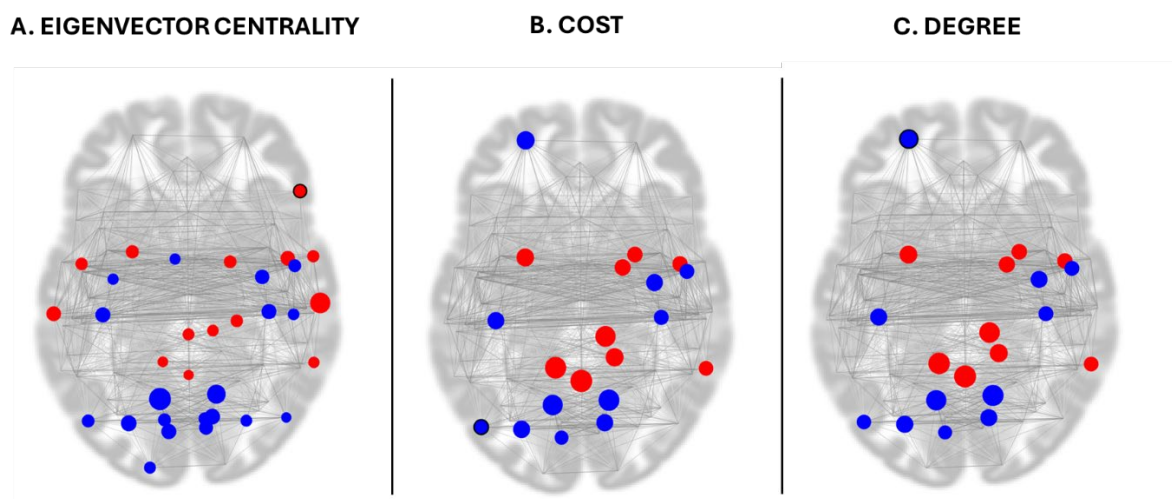 A. EIGENVECTOR CENTRALITY
B. COST
C. DEGREE